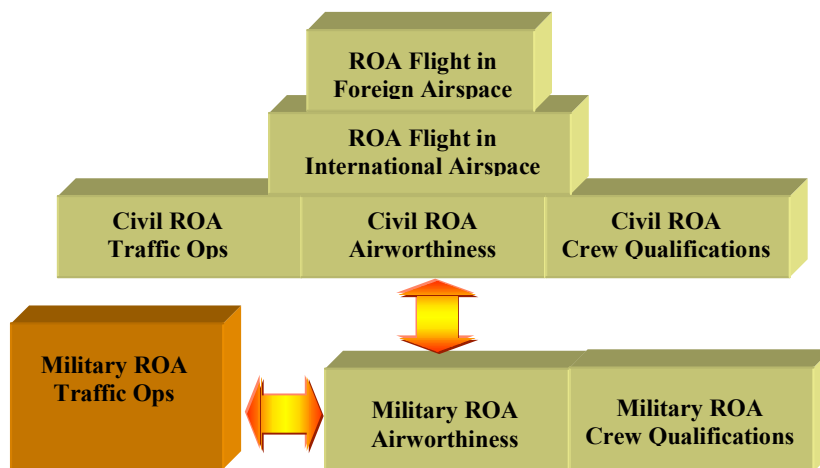 ROA Flight in
Foreign Airspace
ROA Flight in
International Airspace
Civil ROA
Traffic Ops
Civil ROA
Airworthiness
Civil ROA
Crew Qualifications
Military ROA
Traffic Ops
Military ROA
Airworthiness
Military ROA
Crew Qualifications